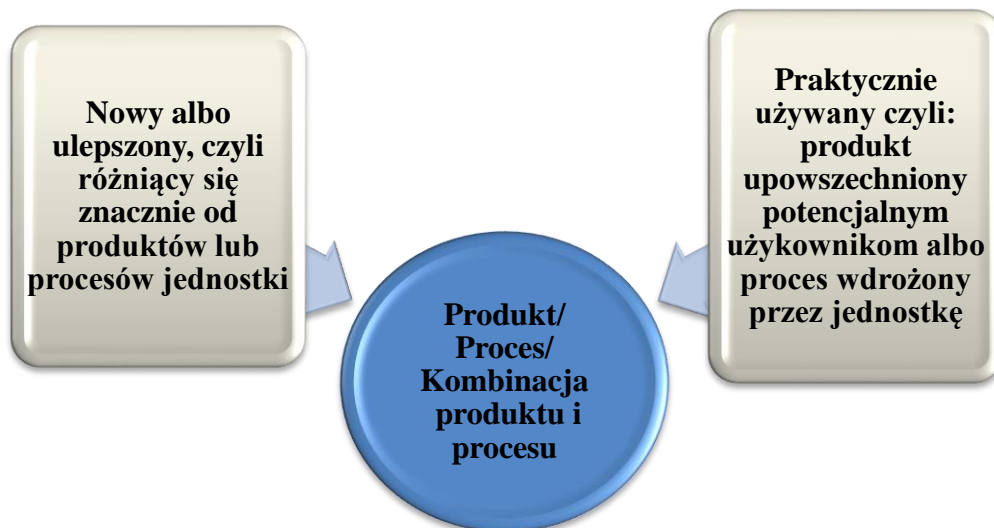 Nowy albo
ulepszony, czyli
różniący się
znacznie od
produktów lub
procesów jednostki
Praktycznie
używany czyli:
produkt
upowszechniony
potencjalnym
użykownikom albo
proces wdrożony
przez jednostkę
Produkt/
Proces/
Kombinacja
produktu i
procesu